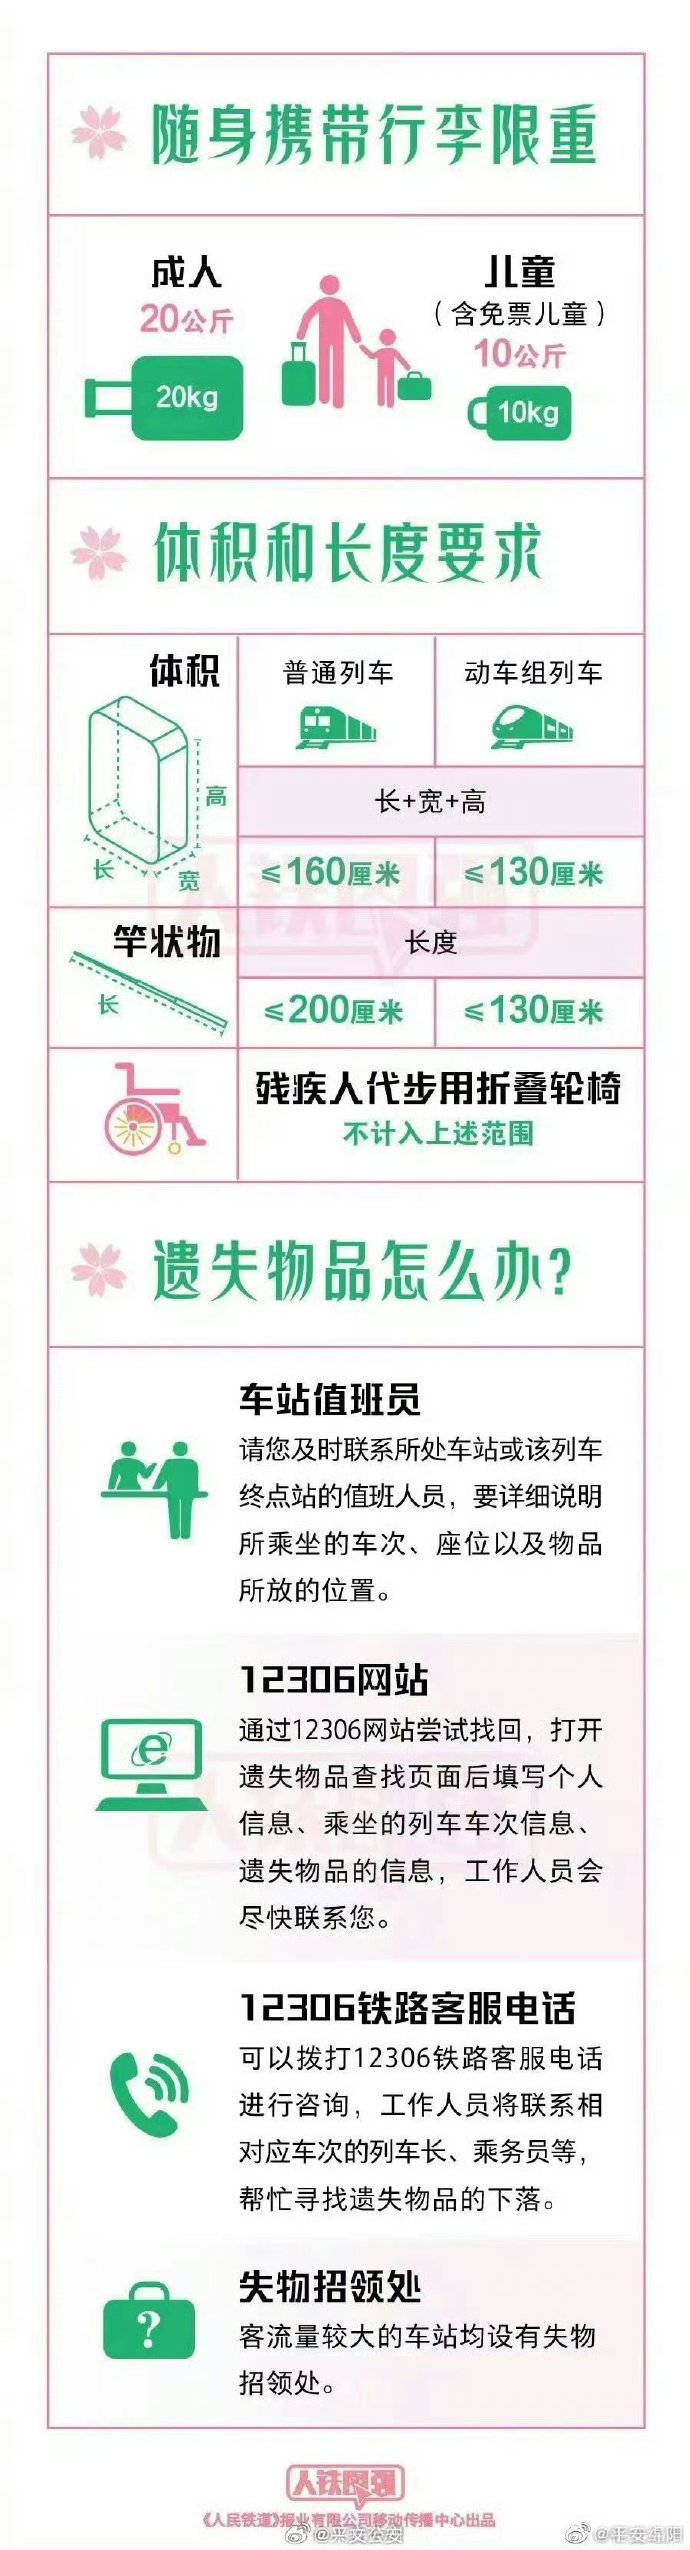 随身携带行李限重
成人
20公斤
20kg
儿童
（含免票儿童）
10公斤
10kg
体积和长度要求
体积
高
长
宽
普通列车
动车组列车
长+宽+高
≤160厘米
≤130厘米
竿状物
长
长度
≤200厘米
≤130厘米
残疾人代步用折叠轮椅
不计入上述范围
遗失物品怎么办?
车站值班员
请您及时联系所处车站或该列车
终点站的值班人员，要详细说明
所乘坐的车次、座位以及物品
所放的位置。
12306网站
通过12306网站尝试找回，打开
遗失物品查找页面后填写个人
信息、乘坐的列车车次信息、
遗失物品的信息，工作人员会
尽快联系您。
12306铁路客服电话
可以拨打12306铁路客服电话
进行咨询，工作人员将联系相
对应车次的列车长、乘务员等，
帮忙寻找遗失物品的下落。
失物招领处
?
客流量较大的车站均设有失物
招领处。
人铁图强
《人民铁道》报业有限公司移动传播中心出品
@兴文公安
@平安绵阳